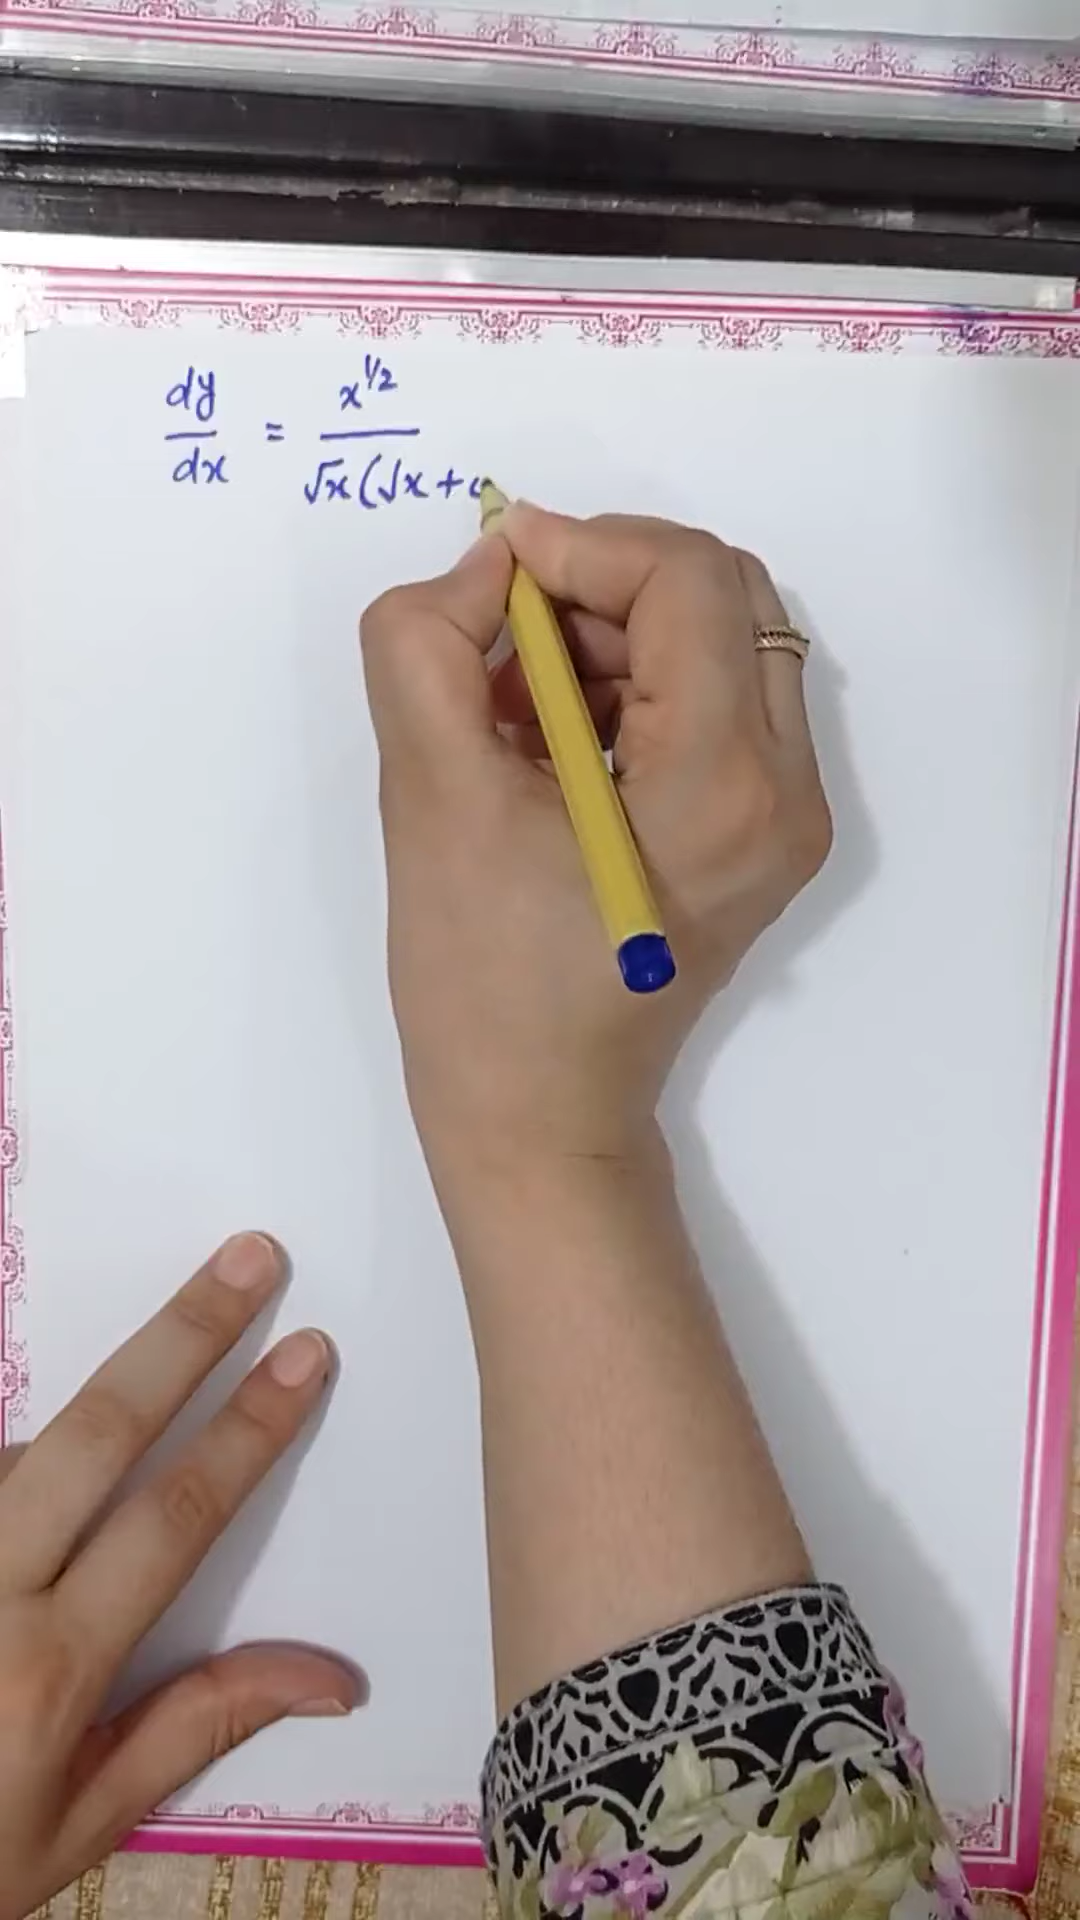 dy/dx = x^1/2 / √x(√x +